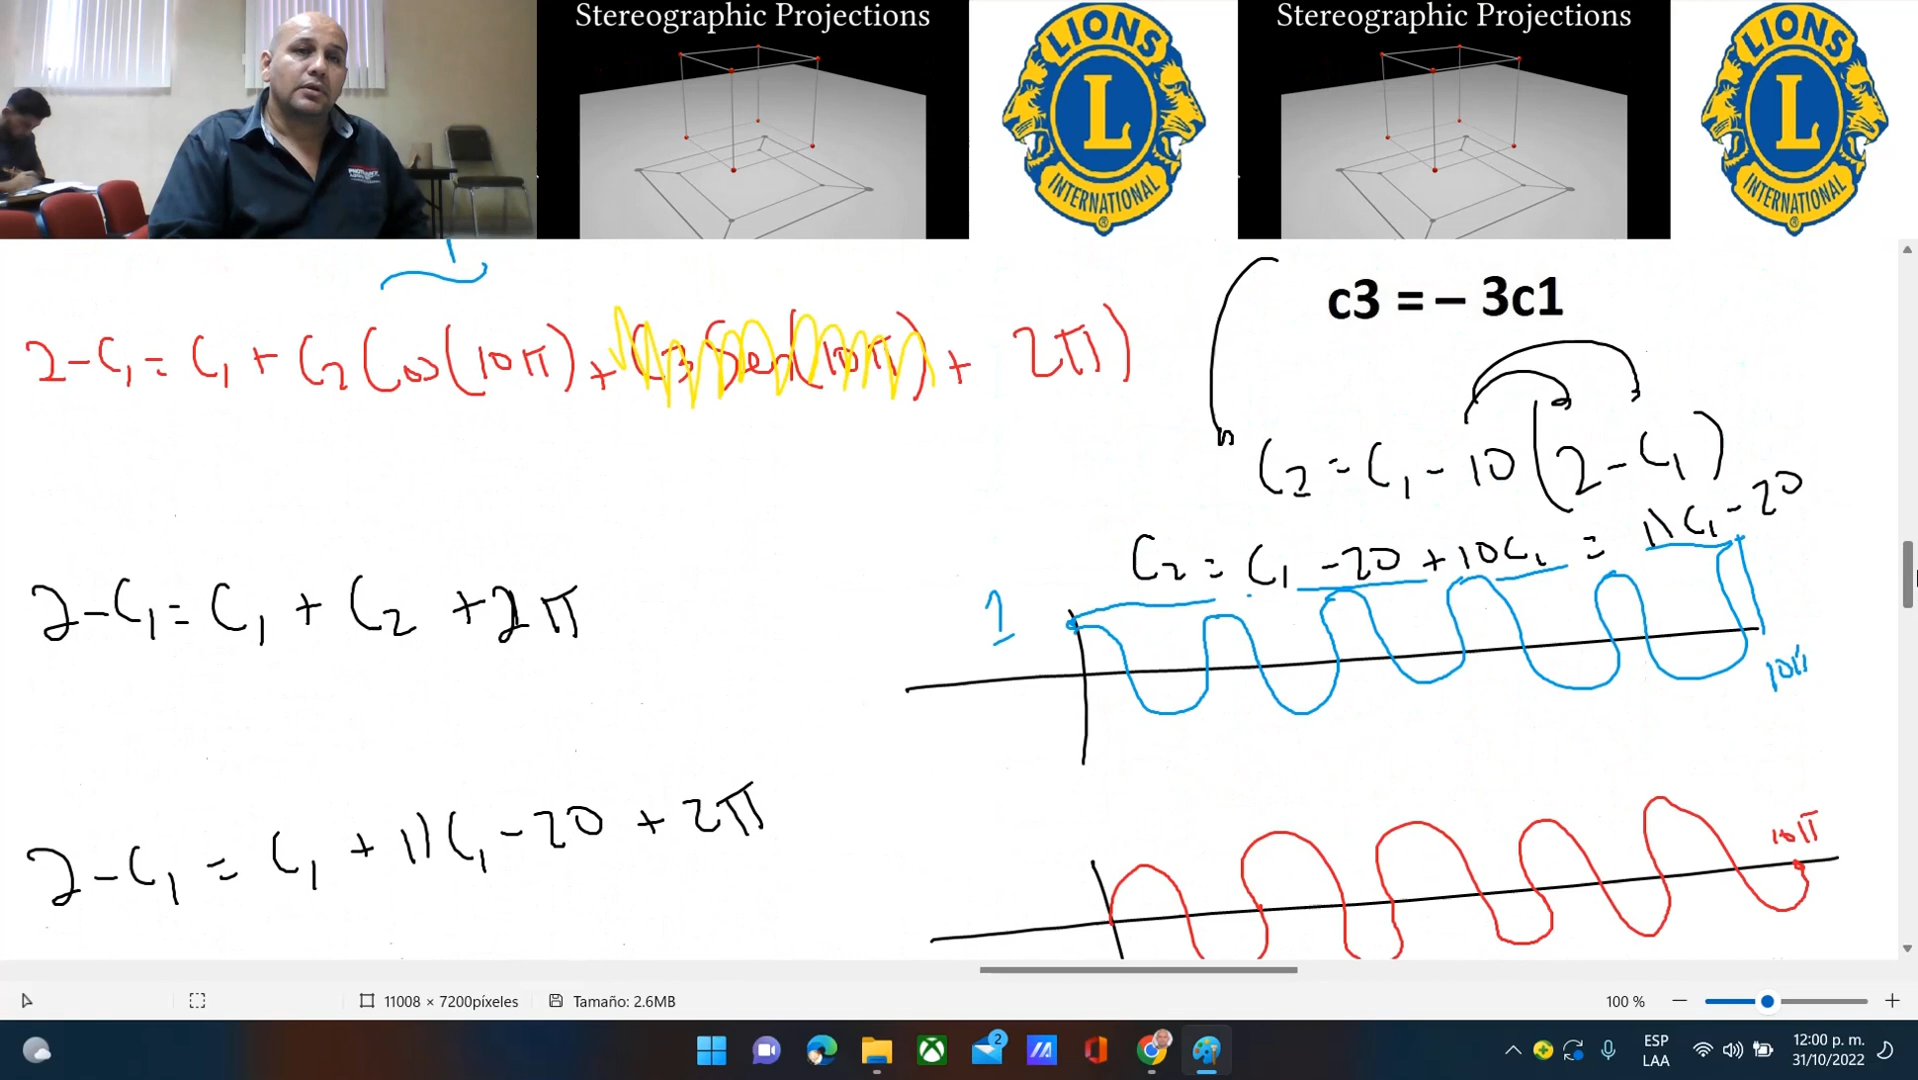 Stereographic Projections
LIONS
L
INTERNATIONAL
®
Stereographic Projections
LIONS
L
INTERNATIONAL
®
c3 = – 3c1
2-C1 = C1 + C2 Cos(10π) + C3 Sen(10π) + 2π)
C2 = C1 - 10(2-C1)
C2 = C1 -20 +10C1 = 11C1 -20
2-C1 = C1 + C2 +2π
1
10π
2-C1 = C1 + 11C1 -20 + 2π
10π
11008 × 7200píxeles
Tamaño: 2.6MB
100 %
2
ESP
LAA
12:00 p. m.
31/10/2022